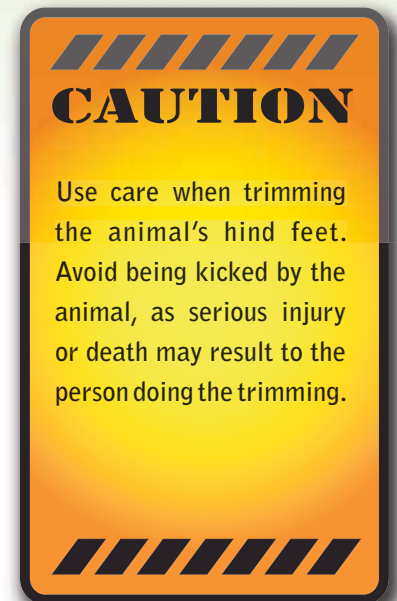 CAUTION
Use care when trimming
the animal's hind feet.
Avoid being kicked by the
animal, as serious injury
or death may result to the
person doing the trimming.